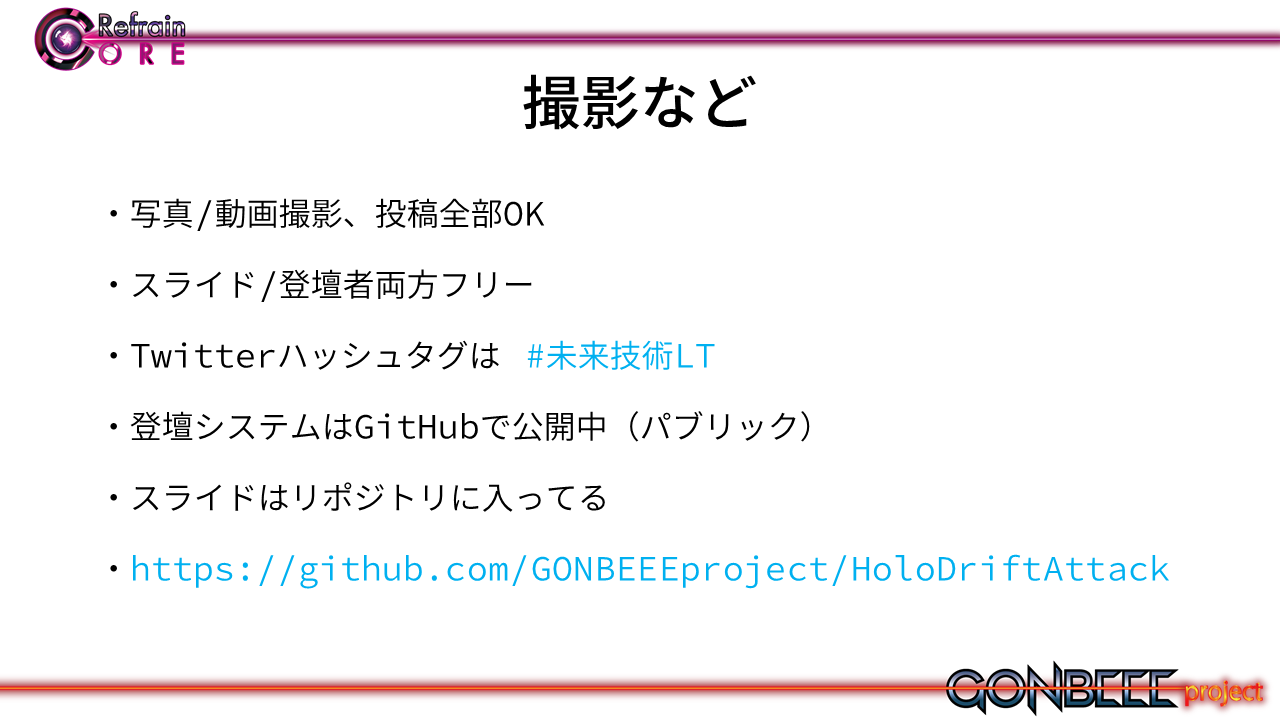 Refrain
CORE
撮影など
・写真/動画撮影、投稿全部OK
・スライド/登壇者両方フリー
・Twitterハッシュタグは #未来技術LT
・登壇システムはGitHubで公開中（パブリック）
・スライドはリポジトリに入ってる
・https://github.com/GONBEEEproject/HoloDriftAttack
GONBEEE project